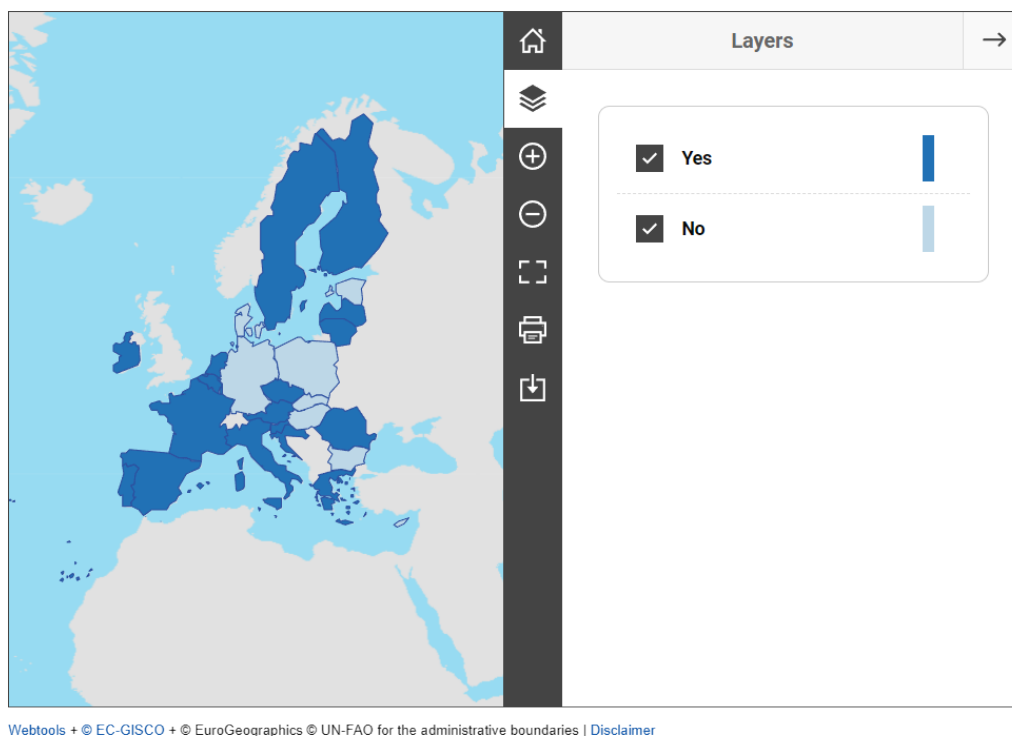 Layers
Yes
No
Webtools + © EC-GISCO + © EuroGeographics © UN-FAO for the administrative boundaries | Disclaimer